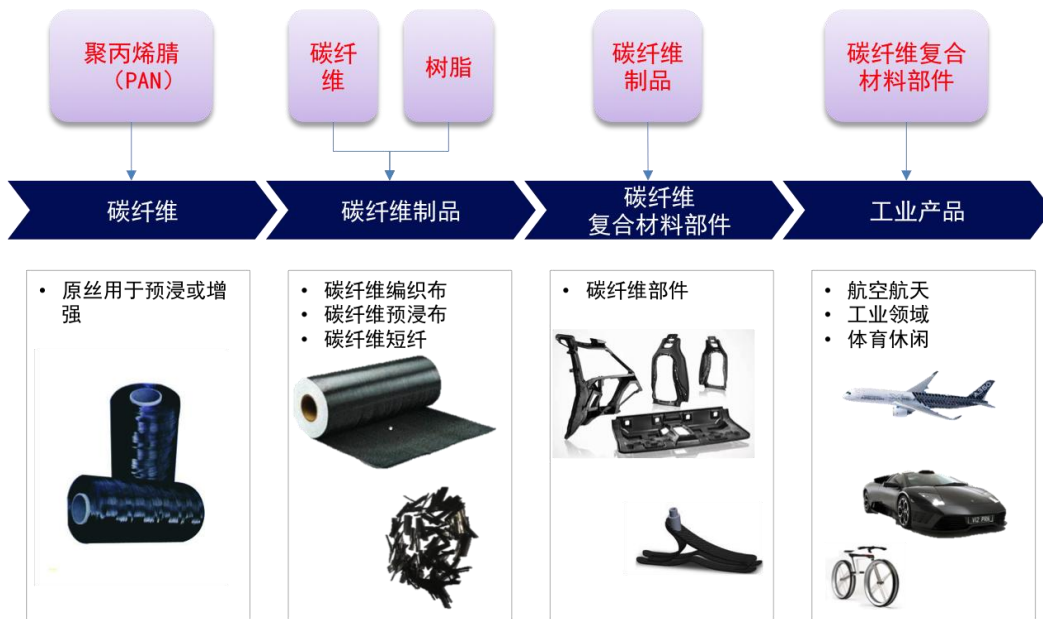 聚丙烯腈
（PAN）
碳纤
维
树脂
碳纤维
制品
碳纤维复合
材料部件
碳纤维
碳纤维制品
碳纤维
复合材料部件
工业产品
• 原丝用于预浸或增
强
• 碳纤维编织布
• 碳纤维预浸布
• 碳纤维短纤
• 碳纤维部件
• 航空航天
• 工业领域
• 体育休闲
A350